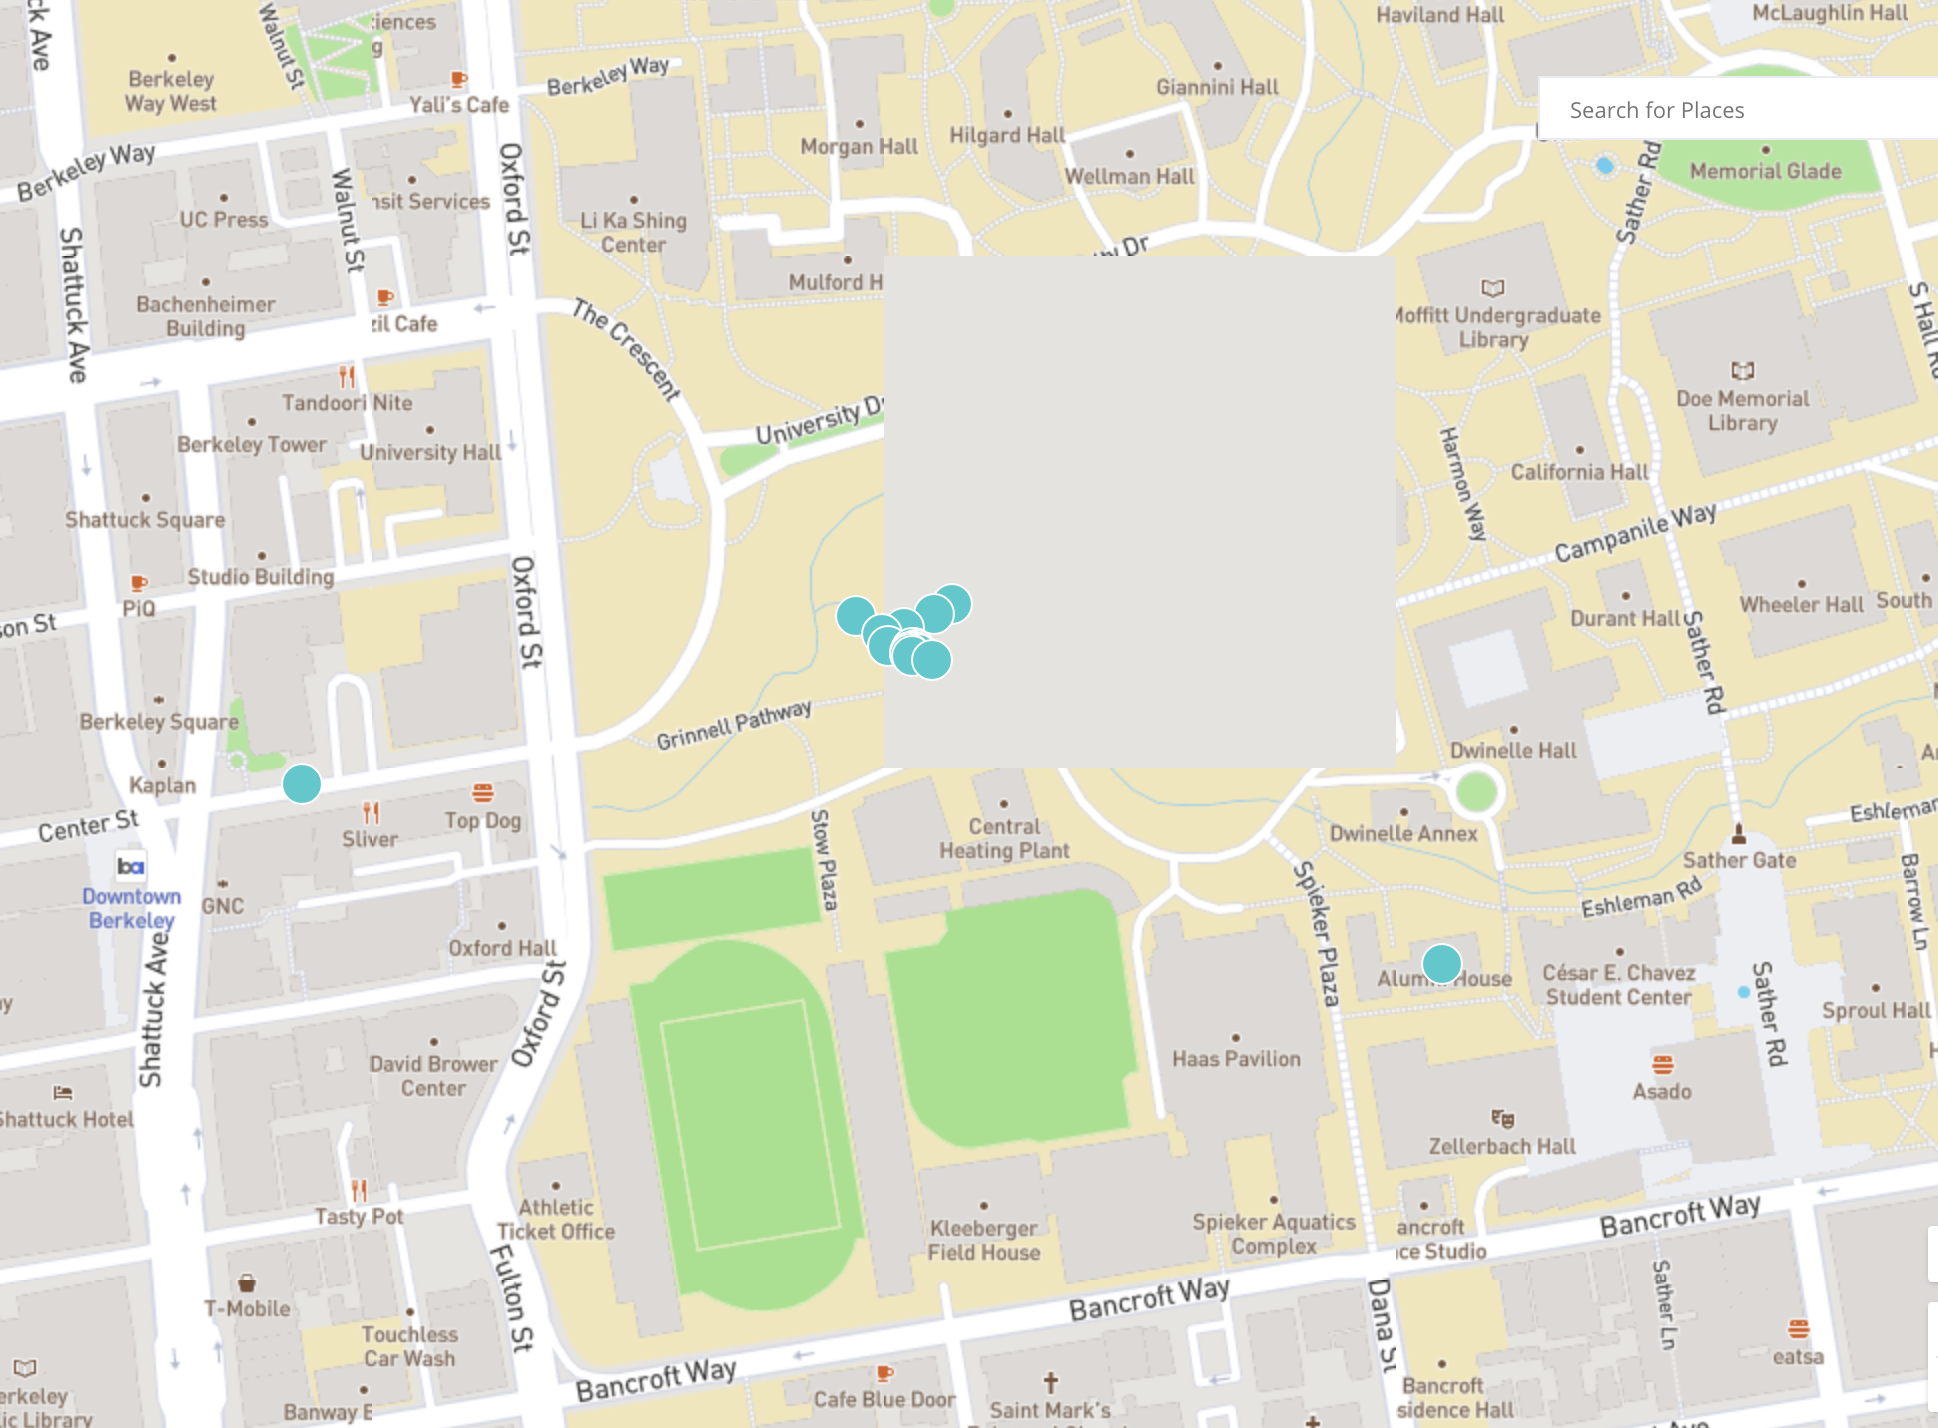 ck Ave
Walnut St
iences
g
Berkeley
Way West
Yali's Cafe
Berkeley Way
Haviland Hall
McLaughlin Hall
Giannini Hall
Search for Places
Morgan Hall
Hilgard Hall
Wellman Hall
Memorial Glade
Sather Rd
Berkeley Way
Oxford St
UC Press
nsit Services
Li Ka Shing
Center
Walnut St
Shattuck Ave
Mulford H
Dr
Bachenheimer
Building
zil Cafe
The Crescent
Moffitt Undergraduate
Library
S Hall Rd
Tandoori Nite
Berkeley Tower
University Hall
University Dr
Doe Memorial
Library
Harmon Way
California Hall
Shattuck Square
Campanile Way
Studio Building
PiQ
son St
Oxford St
Durant Hall
Wheeler Hall
South
Sather Rd
Berkeley Square
Grinnell Pathway
Dwinelle Hall
Kaplan
Center St
Sliver
Top Dog
Stow Plaza
Central
Heating Plant
Dwinelle Annex
Eshleman
Sather Gate
ba
Downtown
Berkeley
GNC
Spieker Plaza
Eshleman Rd
Barrow Ln
Oxford Hall
Alumni House
César E. Chavez
Student Center
Sather Rd
Sproul Hall
Shattuck Ave
Oxford St
David Brower
Center
Haas Pavilion
Asado
Shattuck Hotel
Zellerbach Hall
Tasty Pot
Athletic
Ticket Office
Kleeberger
Field House
Spieker Aquatics
Complex
ancroft
ce Studio
Bancroft Way
Fulton St
T-Mobile
Touchless
Car Wash
Bancroft Way
Dana St
Sather Ln
eatsa
erkeley
lic Library
Banway B
Bancroft Way
Cafe Blue Door
Saint Mark's
Bancroft
sidence Hall